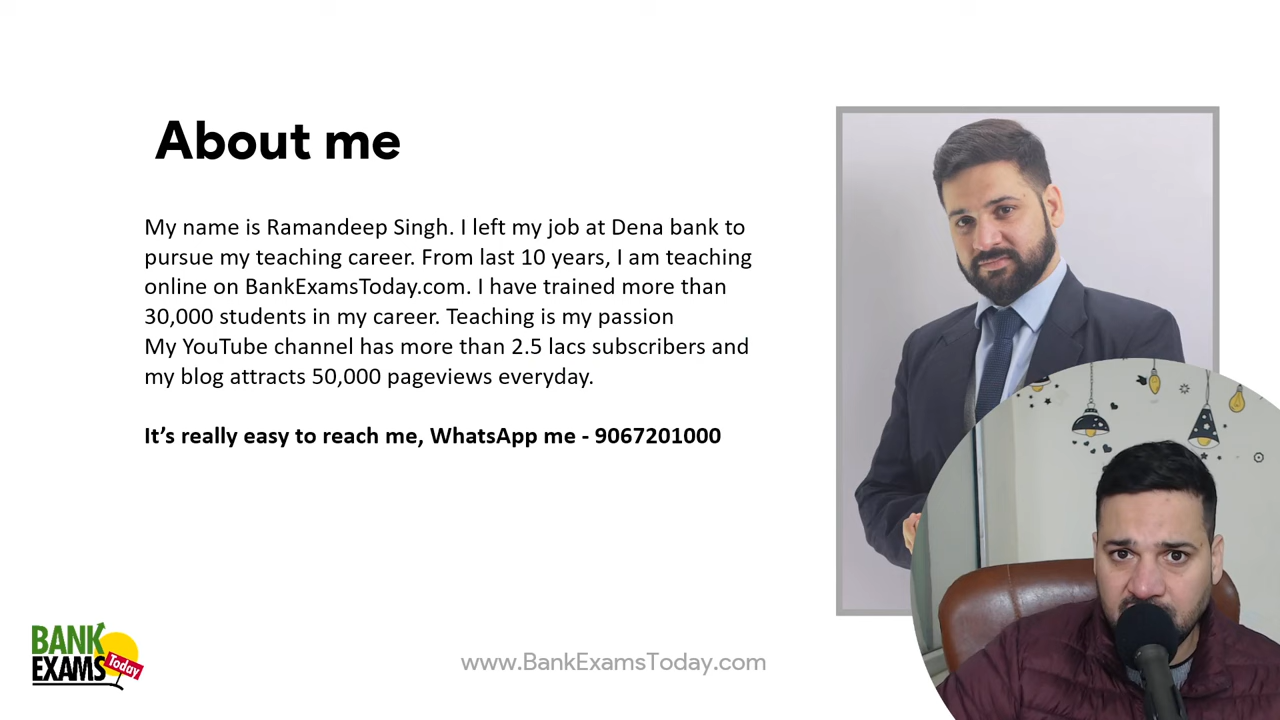 About me
My name is Ramandeep Singh. I left my job at Dena bank to
pursue my teaching career. From last 10 years, I am teaching
online on BankExamsToday.com. I have trained more than
30,000 students in my career. Teaching is my passion
My YouTube channel has more than 2.5 lacs subscribers and
my blog attracts 50,000 pageviews everyday.
It’s really easy to reach me, WhatsApp me - 9067201000
BANK
EXAMS Today
www.BankExamsToday.com